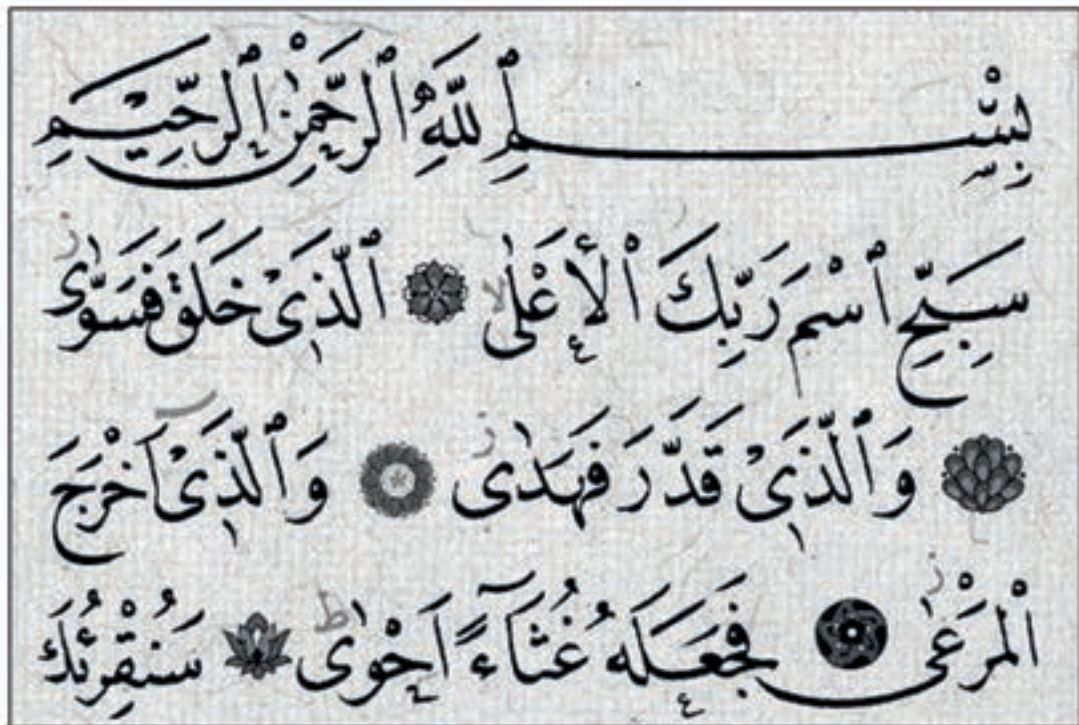 بِسْمِ ٱللّٰهِ ٱلرَّحْمٰنِ ٱلرَّحِيمِ
سَبِّحِ ٱسْمَ رَبِّكَ ٱلْأَعْلٰى ٱلَّذِى خَلَقَ فَسَوّٰى
وَٱلَّذِى قَدَّرَ فَهَدٰى وَٱلَّذِىٓ اَخْرَجَ
ٱلْمَرْعٰى فَجَعَلَهُ غُثَآءً اَحْوٰى سَنُقْرِئُكَ